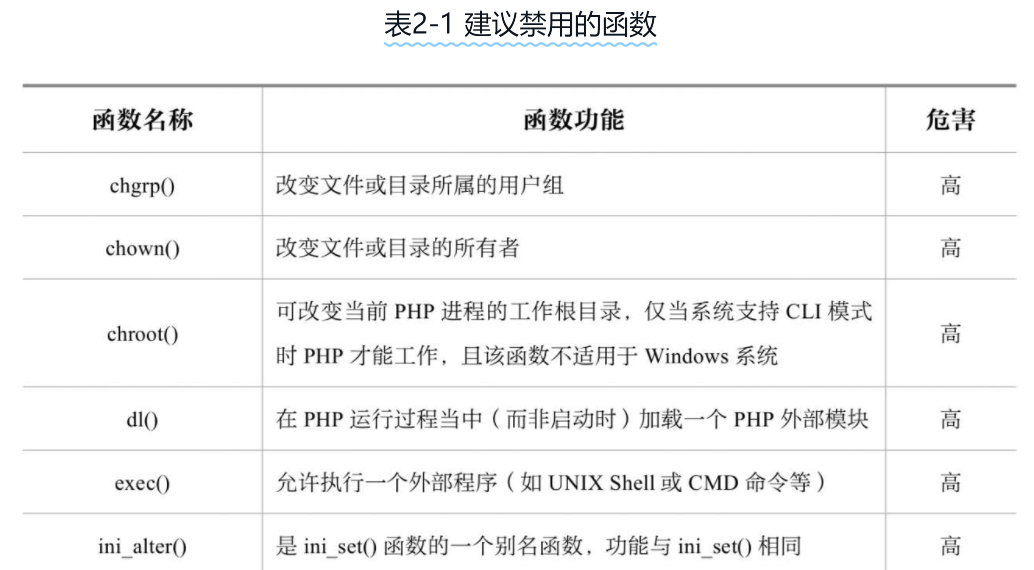 表2-1 建议禁用的函数
函数名称 函数功能 危害
chgrp() 改变文件或目录所属的用户组 高
chown() 改变文件或目录的所有者 高
chroot() 可改变当前 PHP 进程的工作根目录，仅当系统支持 CLI 模式
时 PHP 才能工作，且该函数不适用于 Windows 系统 高
dl() 在 PHP 运行过程当中（而非启动时）加载一个 PHP 外部模块 高
exec() 允许执行一个外部程序（如 UNIX Shell 或 CMD 命令等） 高
ini_alter() 是 ini_set() 函数的一个别名函数，功能与 ini_set() 相同 高